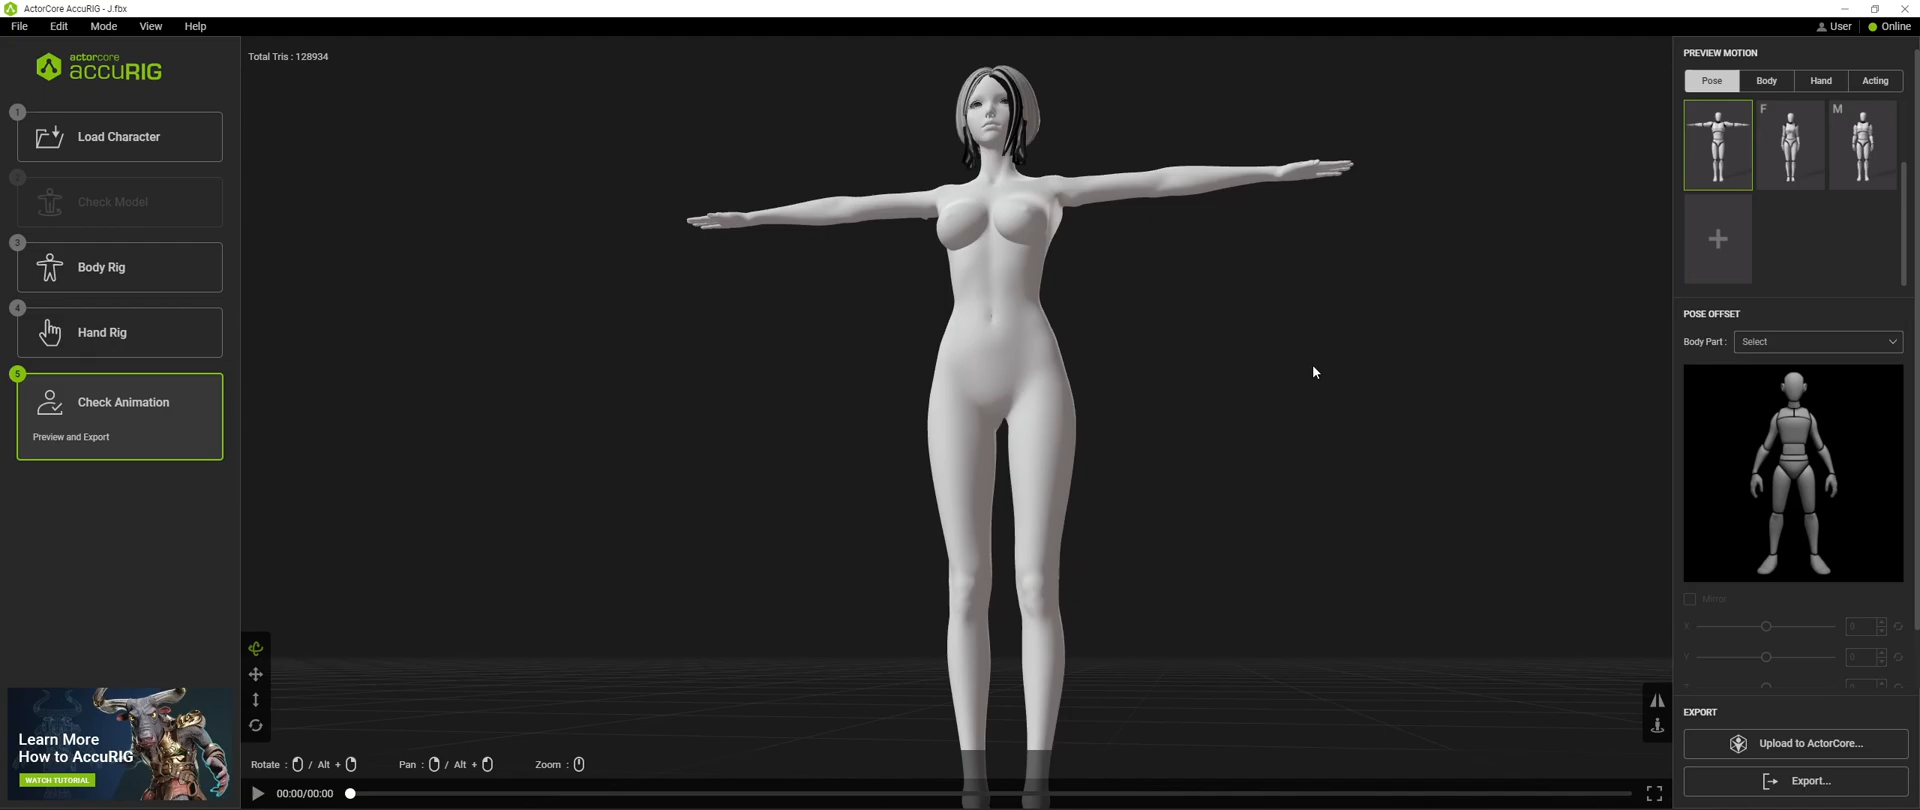 ActorCore AccuRIG - J.fbx
File Edit Mode View Help
User Online
actorcore
accuRIG
Total Tris : 128934
1
Load Character
2
Check Model
3
Body Rig
4
Hand Rig
5
Check Animation
Preview and Export
Learn More
How to AccuRIG
WATCH TUTORIAL
Rotate : / Alt + Pan : / Alt + Zoom :
00:00/00:00
PREVIEW MOTION
Pose Body Hand Acting
F M
POSE OFFSET
Body Part : Select
Mirror
X 0
Y 0
EXPORT
Upload to ActorCore...
Export...